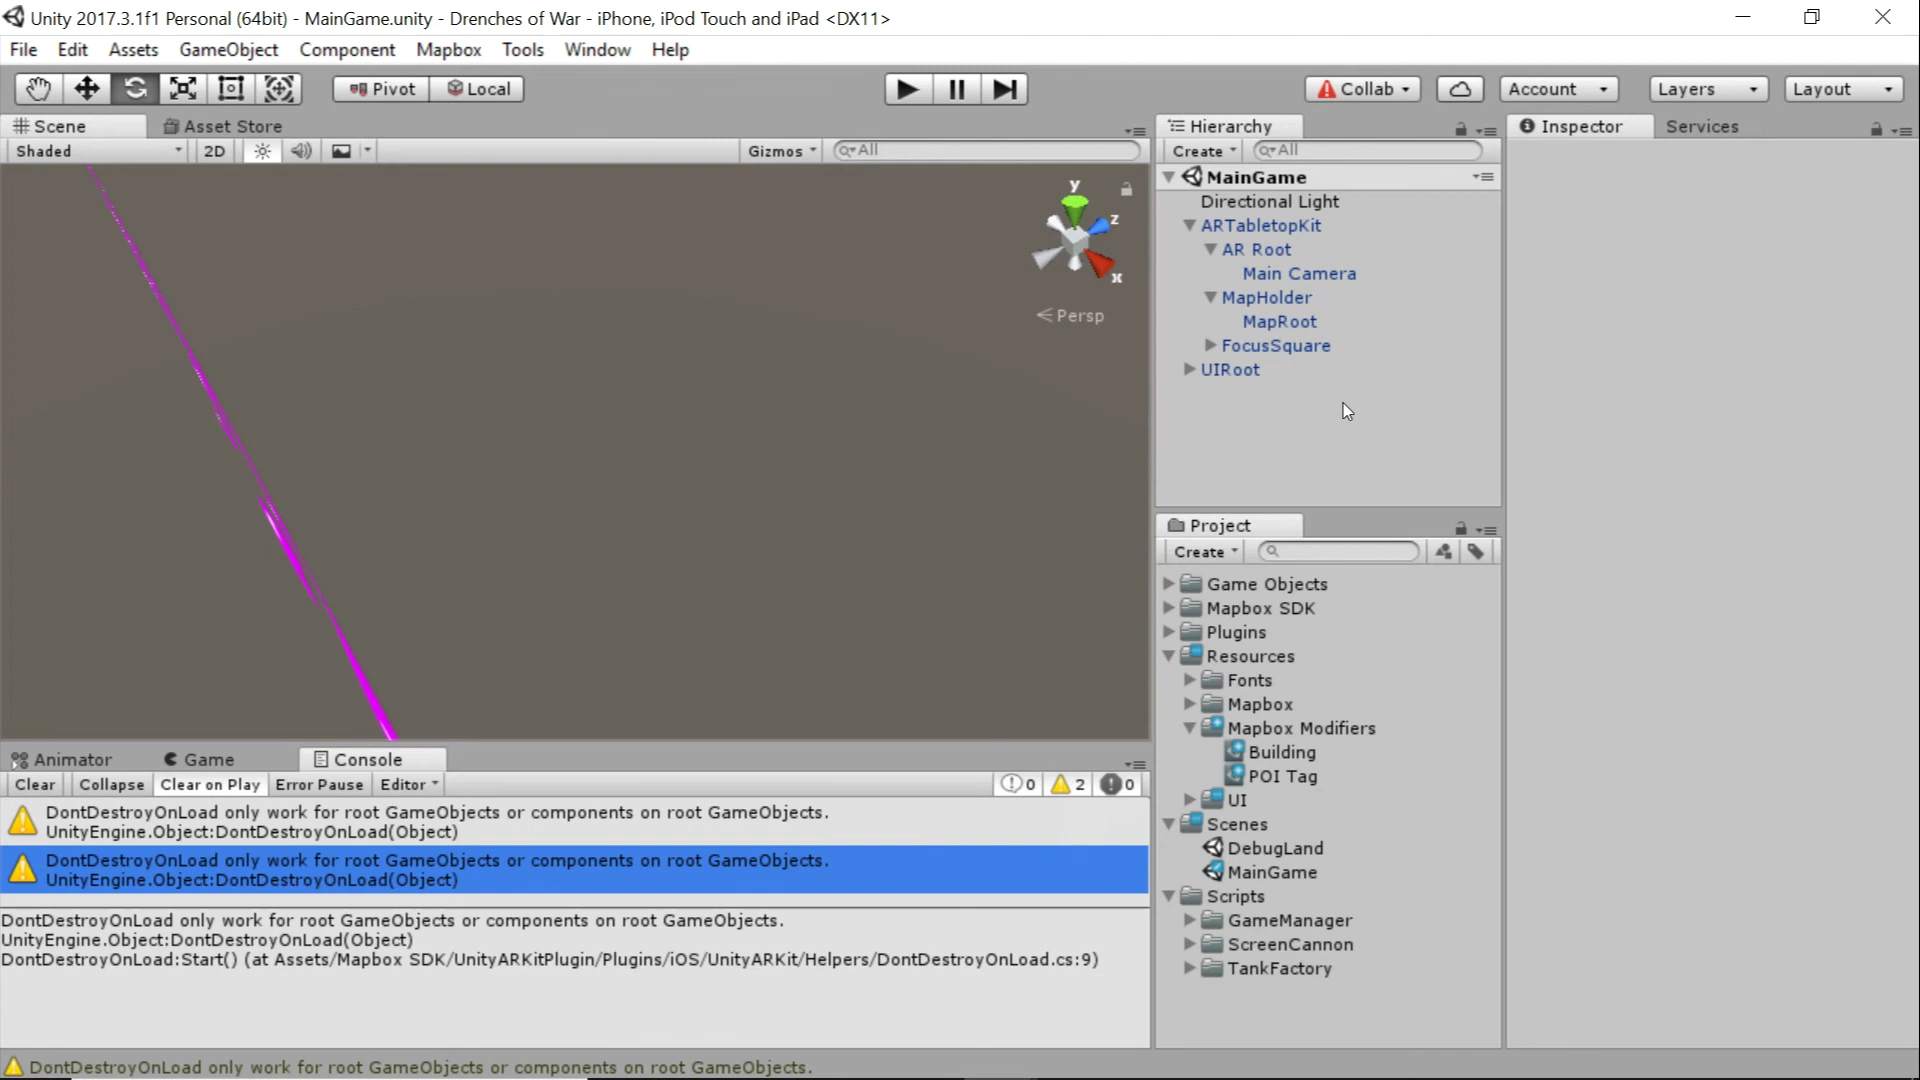 Unity 2017.3.1f1 Personal (64bit) - MainGame.unity - Drenches of War - iPhone, iPod Touch and iPad <DX11>
File Edit Assets GameObject Component Mapbox Tools Window Help
Pivot Local Collab Account Layers Layout
Scene Asset Store
Shaded 2D Gizmos All
y
z
x
Persp
Hierarchy
Create All
MainGame
Directional Light
ARTabletopKit
AR Root
Main Camera
MapHolder
MapRoot
FocusSquare
UIRoot
Inspector Services
Project
Create
Game Objects
Mapbox SDK
Plugins
Resources
Fonts
Mapbox
Mapbox Modifiers
Building
POI Tag
UI
Scenes
DebugLand
MainGame
Scripts
GameManager
ScreenCannon
TankFactory
Animator Game Console
Clear Collapse Clear on Play Error Pause Editor 0 2 0
DontDestroyOnLoad only work for root GameObjects or components on root GameObjects.
UnityEngine.Object:DontDestroyOnLoad(Object)
DontDestroyOnLoad only work for root GameObjects or components on root GameObjects.
UnityEngine.Object:DontDestroyOnLoad(Object)
DontDestroyOnLoad only work for root GameObjects or components on root GameObjects.
UnityEngine.Object:DontDestroyOnLoad(Object)
DontDestroyOnLoad:Start() (at Assets/Mapbox SDK/UnityARKitPlugin/Plugins/iOS/UnityARKit/Helpers/DontDestroyOnLoad.cs:9)
DontDestroyOnLoad only work for root GameObjects or components on root GameObjects.